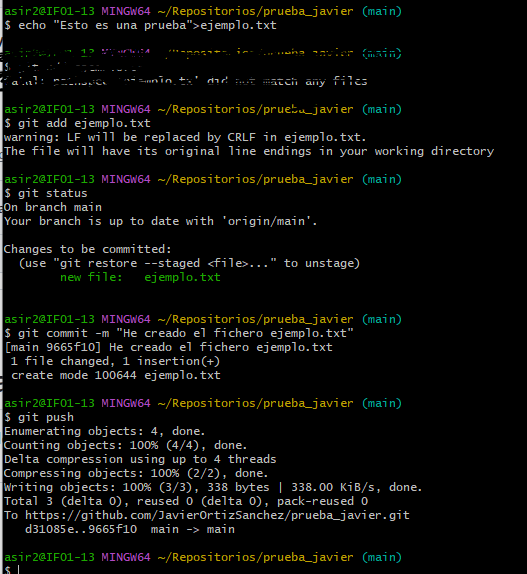 asir2@IFO1-13 MINGW64 ~/Repositorios/prueba_javier (main)
$ echo "Esto es una prueba">ejemplo.txt
~/Repositorios/prueba_javier (main)
did not match any files
asir2@IFO1-13 MINGW64 ~/Repositorios/prueba_javier (main)
$ git add ejemplo.txt
warning: LF will be replaced by CRLF in ejemplo.txt.
The file will have its original line endings in your working directory
asir2@IFO1-13 MINGW64 ~/Repositorios/prueba_javier (main)
$ git status
On branch main
Your branch is up to date with 'origin/main'.
Changes to be committed:
(use "git restore --staged <file>..." to unstage)
new file:   ejemplo.txt
asir2@IFO1-13 MINGW64 ~/Repositorios/prueba_javier (main)
$ git commit -m "He creado el fichero ejemplo.txt"
[main 9665f10] He creado el fichero ejemplo.txt
1 file changed, 1 insertion(+)
create mode 100644 ejemplo.txt
asir2@IFO1-13 MINGW64 ~/Repositorios/prueba_javier (main)
$ git push
Enumerating objects: 4, done.
Counting objects: 100% (4/4), done.
Delta compression using up to 4 threads
Compressing objects: 100% (2/2), done.
Writing objects: 100% (3/3), 338 bytes | 338.00 KiB/s, done.
Total 3 (delta 0), reused 0 (delta 0), pack-reused 0
To https://github.com/JavierOrtizSanchez/prueba_javier.git
d31085e..9665f10  main -> main
asir2@IFO1-13 MINGW64 ~/Repositorios/prueba_javier (main)
$